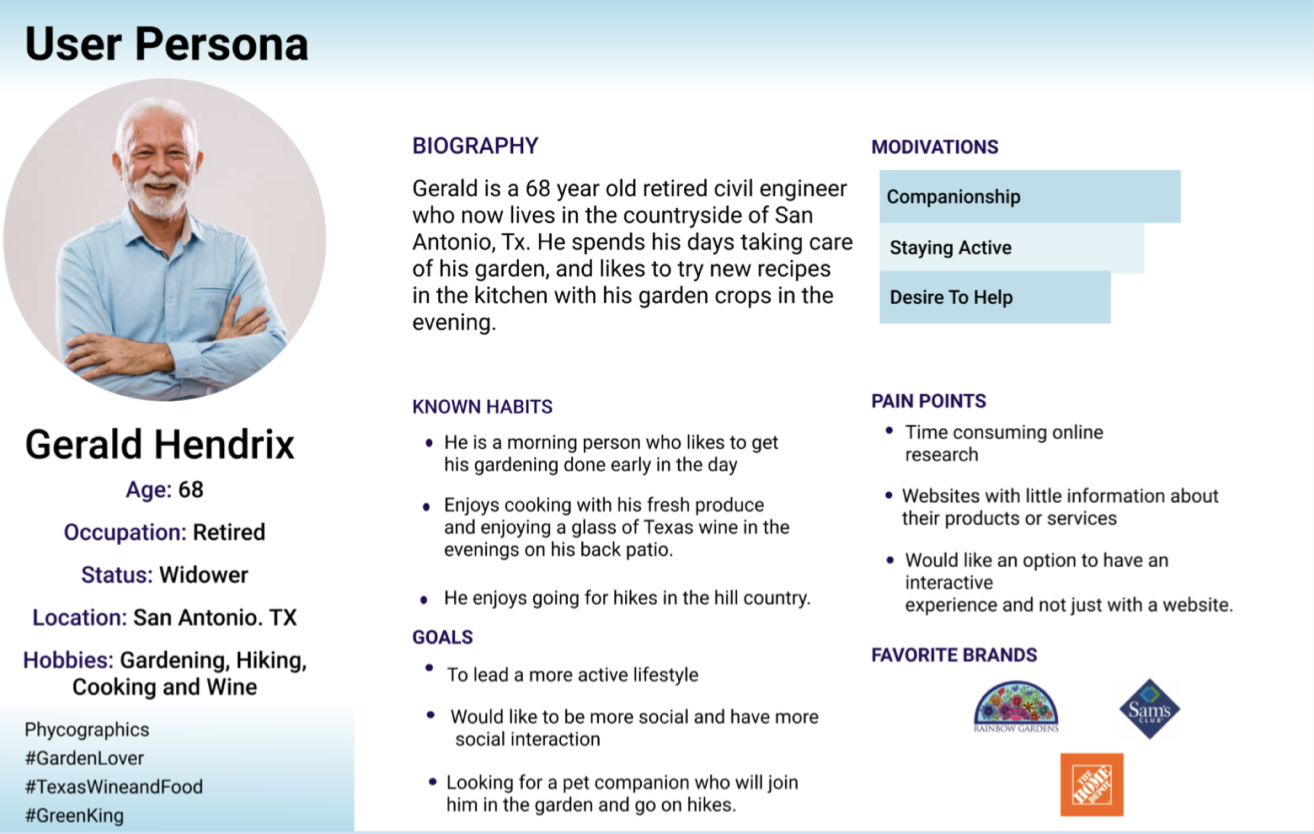 User Persona
Gerald Hendrix
Age: 68
Occupation: Retired
Status: Widower
Location: San Antonio. TX
Hobbies: Gardening, Hiking,
Cooking and Wine
Phycographics
#GardenLover
#TexasWineandFood
#GreenKing
BIOGRAPHY
Gerald is a 68 year old retired civil engineer
who now lives in the countryside of San
Antonio, Tx. He spends his days taking care
of his garden, and likes to try new recipes
in the kitchen with his garden crops in the
evening.
KNOWN HABITS
• He is a morning person who likes to get
his gardening done early in the day
• Enjoys cooking with his fresh produce
and enjoying a glass of Texas wine in the
evenings on his back patio.
• He enjoys going for hikes in the hill country.
GOALS
• To lead a more active lifestyle
• Would like to be more social and have more
social interaction
• Looking for a pet companion who will join
him in the garden and go on hikes.
MODIVATIONS
Companionship
Staying Active
Desire To Help
PAIN POINTS
• Time consuming online
research
• Websites with little information about
their products or services
• Would like an option to have an
interactive
experience and not just with a website.
FAVORITE BRANDS
RAINBOW GARDENS
Sam's
CLUB
THE
HOME
DEPOT